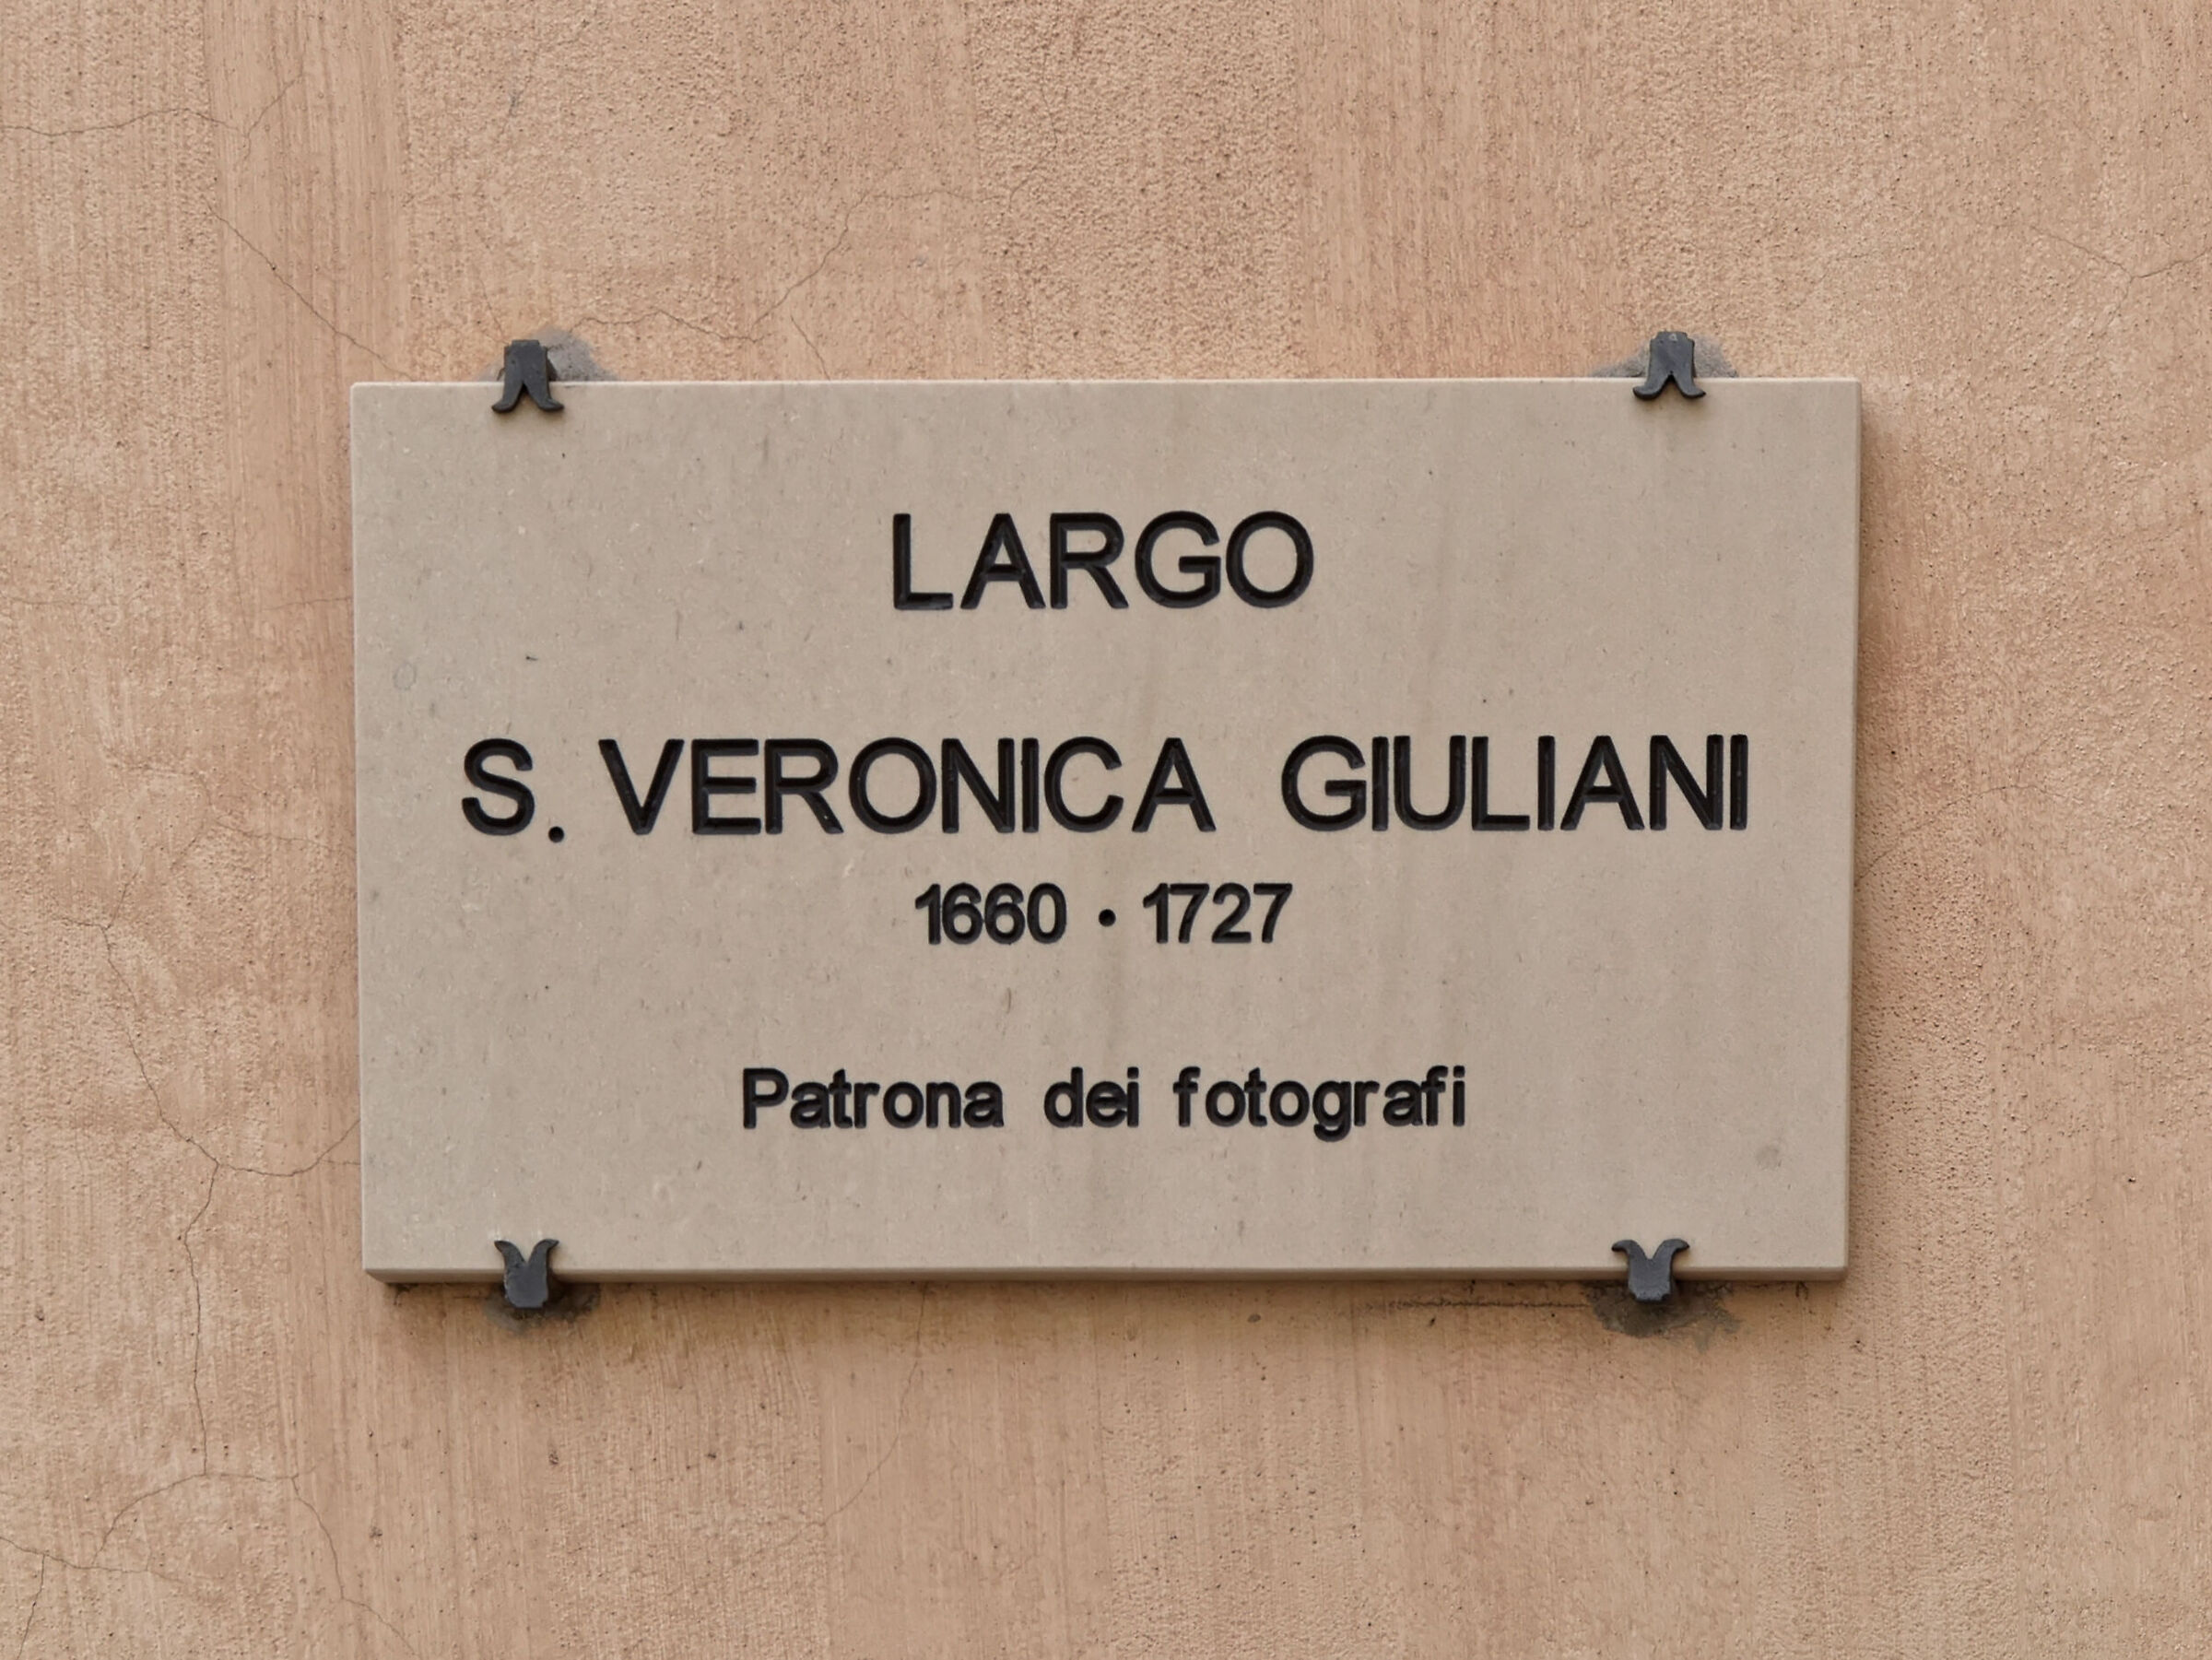 LARGO
S. VERONICA GIULIANI
1660 · 1727
Patrona dei fotografi